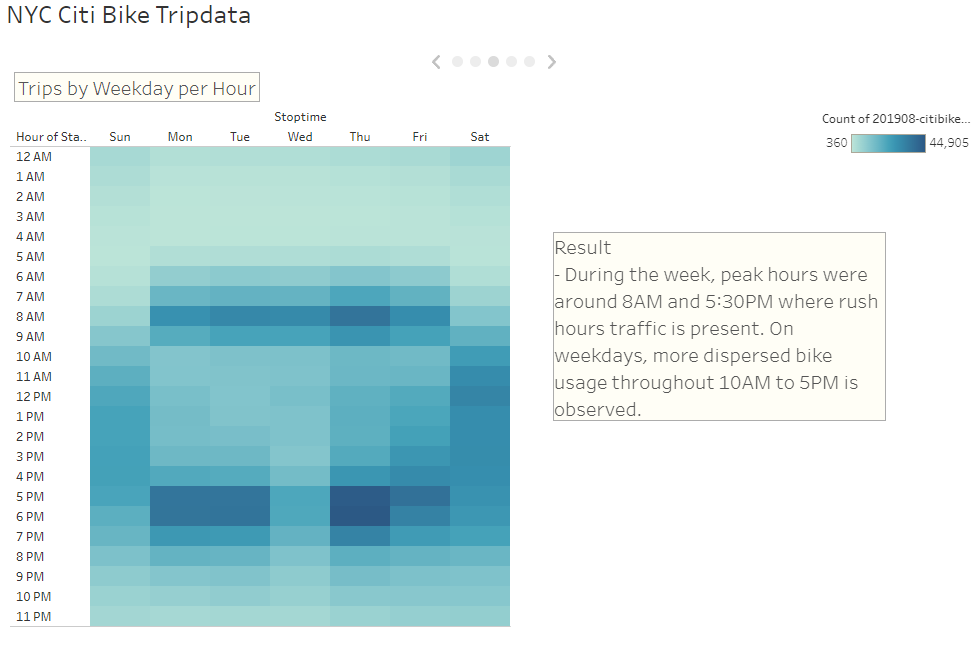 NYC Citi Bike Tripdata
Trips by Weekday per Hour
Stoptime
Hour of Sta.. Sun Mon Tue Wed Thu Fri Sat
12 AM
1 AM
2 AM
3 AM
4 AM
5 AM
6 AM
7 AM
8 AM
9 AM
10 AM
11 AM
12 PM
1 PM
2 PM
3 PM
4 PM
5 PM
6 PM
7 PM
8 PM
9 PM
10 PM
11 PM
Count of 201908-citibike...
360 44,905
Result
- During the week, peak hours were
around 8AM and 5:30PM where rush
hours traffic is present. On
weekdays, more dispersed bike
usage throughout 10AM to 5PM is
observed.